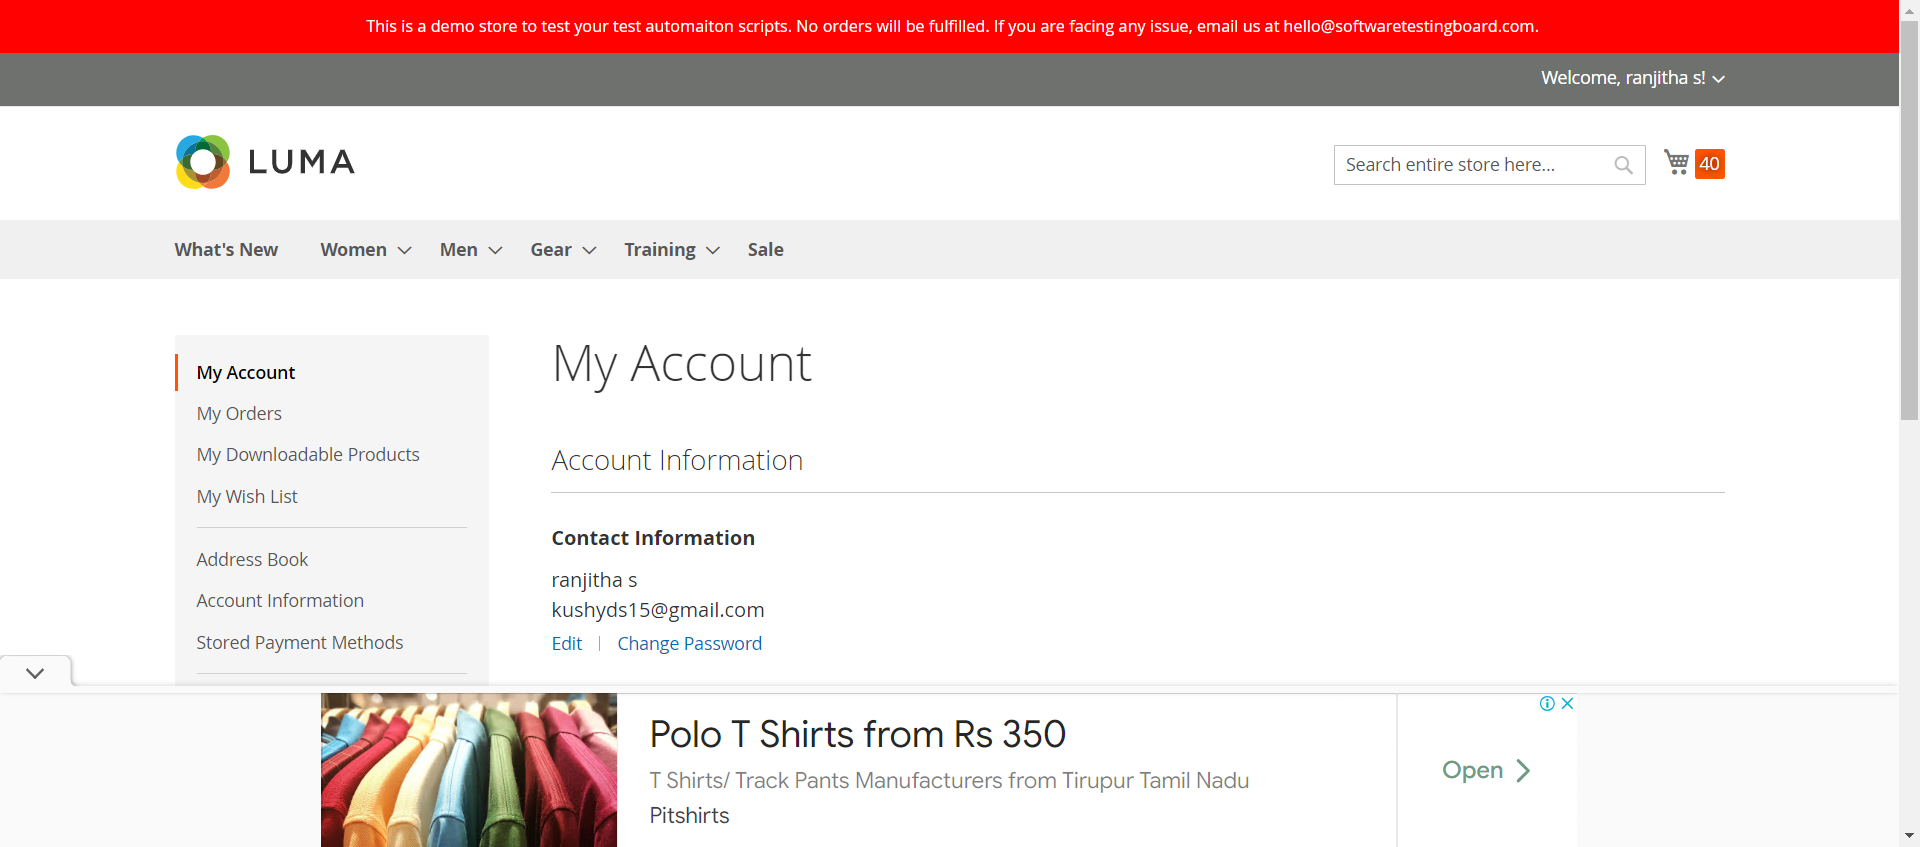 This is a demo store to test your test automaiton scripts. No orders will be fulfilled. If you are facing any issue, email us at hello@softwaretestingboard.com.
Welcome, ranjitha s!
LUMA
Search entire store here...
40
What's New
Women
Men
Gear
Training
Sale
My Account
My Orders
My Downloadable Products
My Wish List
Address Book
Account Information
Stored Payment Methods
My Account
Account Information
Contact Information
ranjitha s
kushyds15@gmail.com
Edit
Change Password
Polo T Shirts from Rs 350
T Shirts/ Track Pants Manufacturers from Tirupur Tamil Nadu
Pitshirts
Open